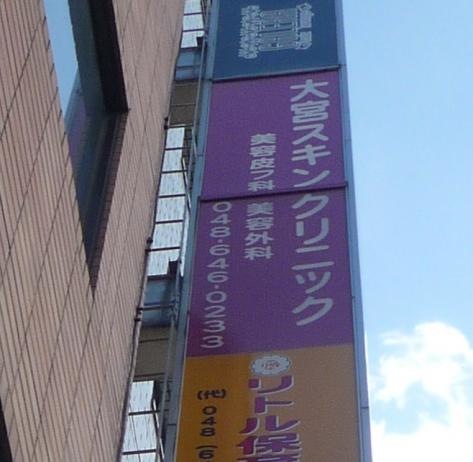 大宮スキンクリニック
美容皮フ科
美容外科
048-646-0233
リトル保
(代) 048 (6